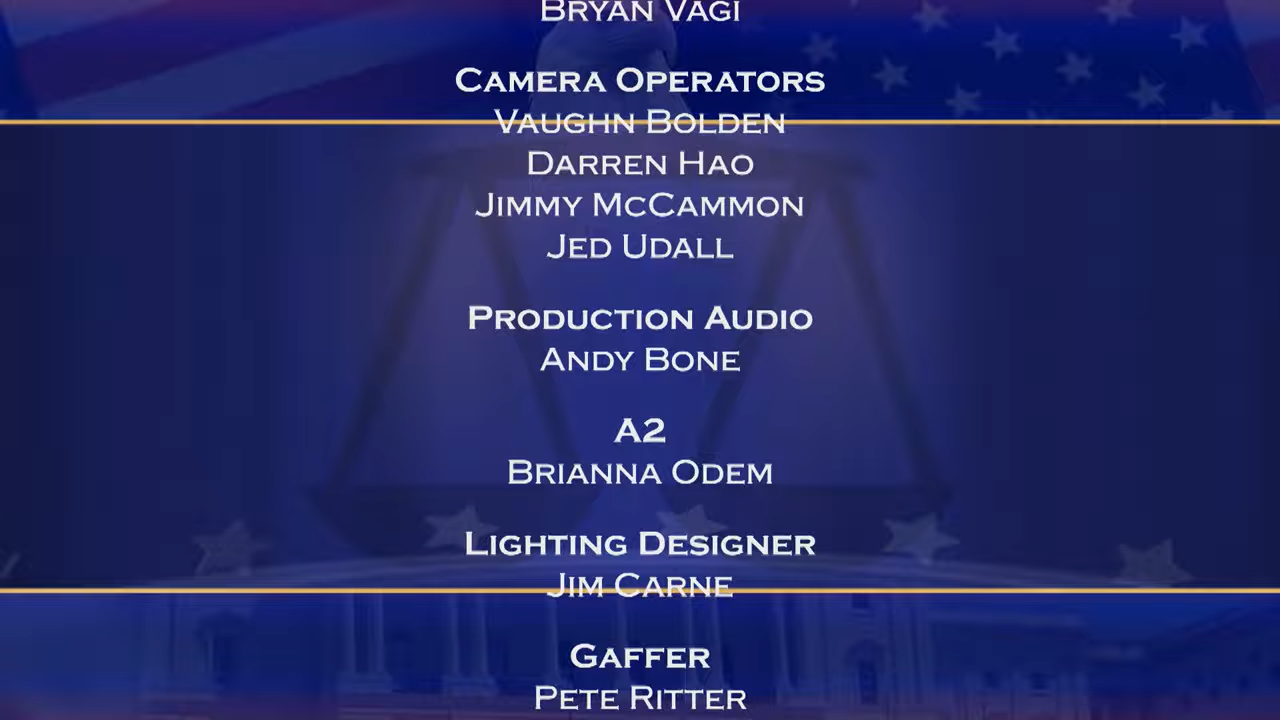 BRYAN VAGI
CAMERA OPERATORS
VAUGHN BOLDEN
DARREN HAO
JIMMY MCCAMMON
JED UDALL
PRODUCTION AUDIO
ANDY BONE
A2
BRIANNA ODEM
LIGHTING DESIGNER
JIM CARNE
GAFFER
PETE RITTER